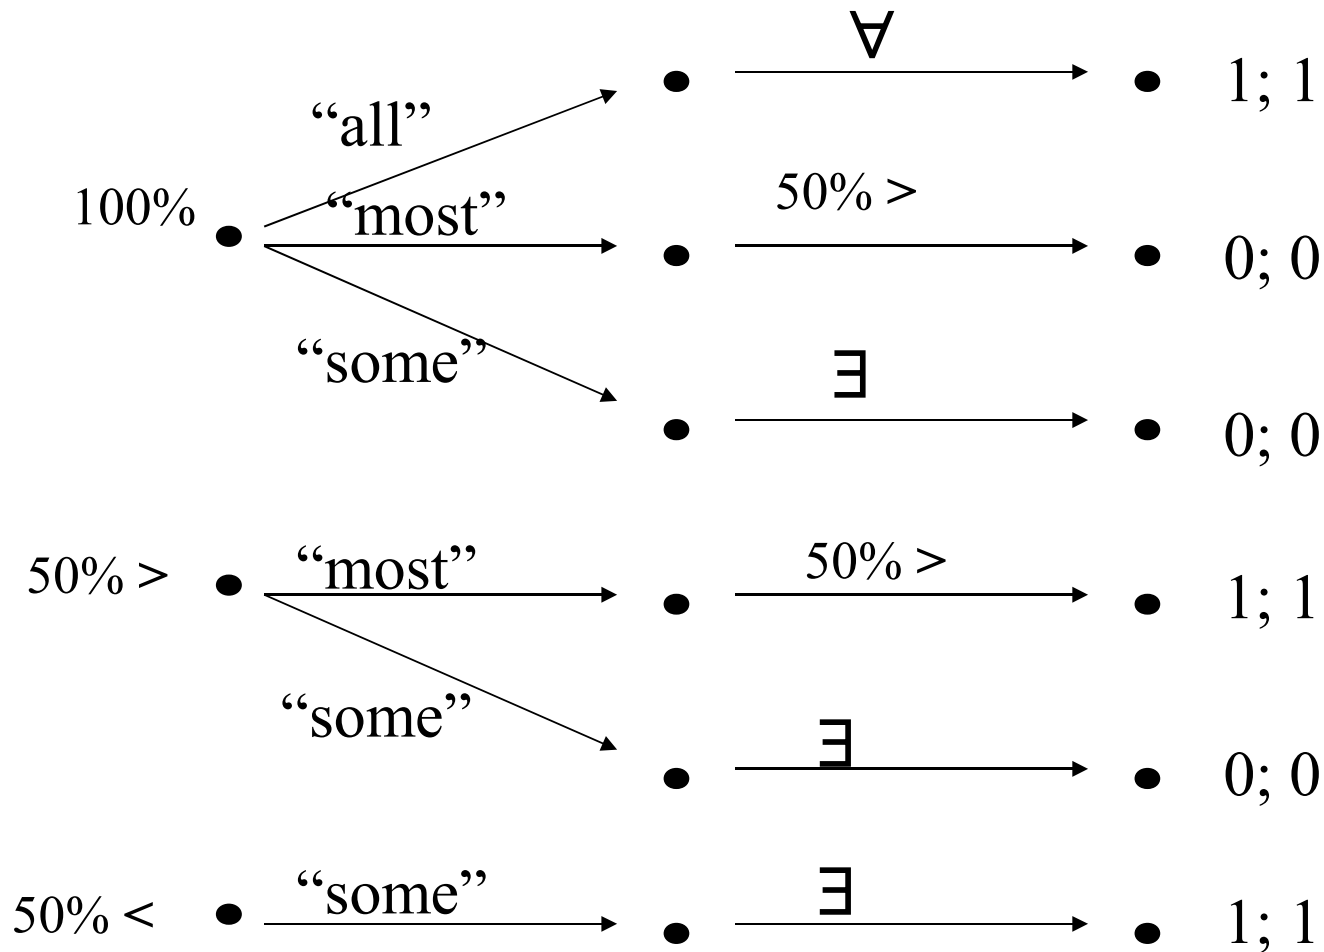 ∀
1; 1
“all”
100%
“most”
50% >
0; 0
“some”
∃
0; 0
50% >
“most”
50% >
1; 1
“some”
∃
0; 0
50% <
“some”
∃
1; 1